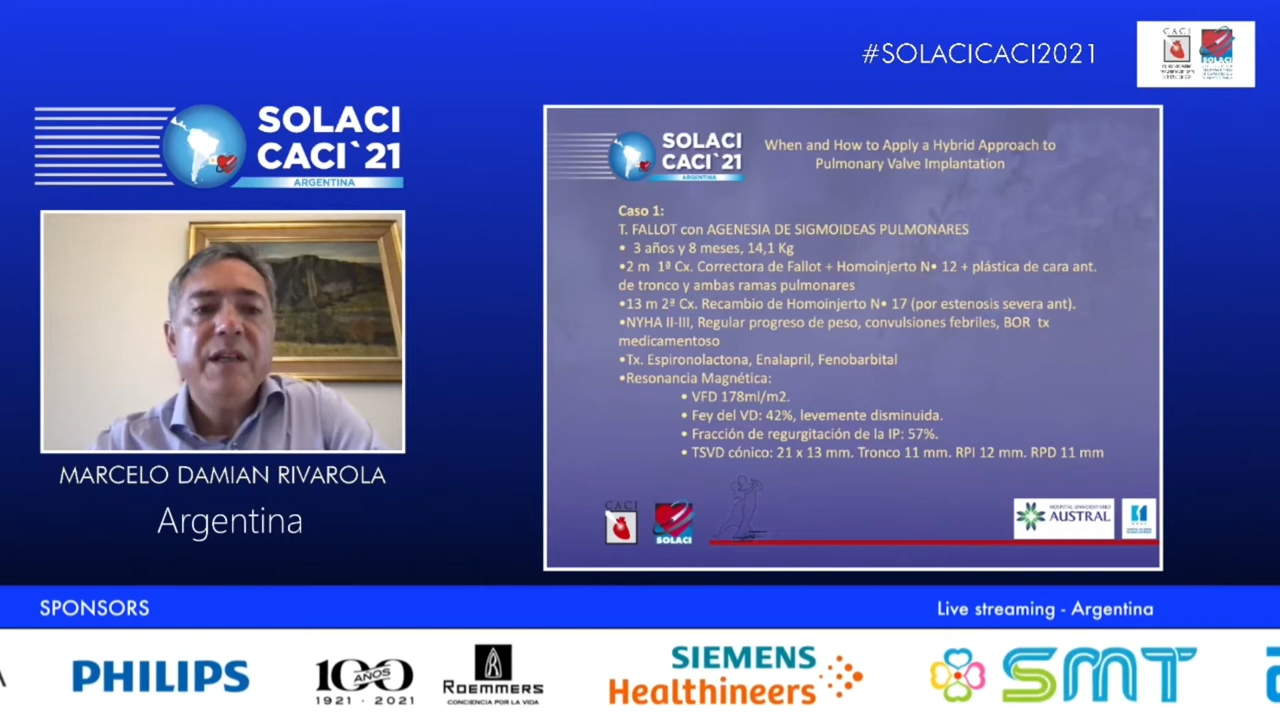 #SOLACICACI2021
CACI
SOLACI
SOLACI
CACI`21
ARGENTINA
MARCELO DAMIAN RIVAROLA
Argentina
SOLACI
CACI`21
ARGENTINA
When and How to Apply a Hybrid Approach to
Pulmonary Valve Implantation
Caso 1:
T. FALLOT con AGENESIA DE SIGMOIDEAS PULMONARES
• 3 años y 8 meses, 14,1 Kg
•2 m 1ª Cx. Correctora de Fallot + Homoinjerto N• 12 + plástica de cara ant.
de tronco y ambas ramas pulmonares
•13 m 2ª Cx. Recambio de Homoinjerto N• 17 (por estenosis severa ant).
•NYHA II-III, Regular progreso de peso, convulsiones febriles, BOR tx
medicamentoso
•Tx. Espironolactona, Enalapril, Fenobarbital
•Resonancia Magnética:
• VFD 178ml/m2.
• Fey del VD: 42%, levemente disminuida.
• Fracción de regurgitación de la IP: 57%.
• TSVD cónico: 21 x 13 mm. Tronco 11 mm. RPI 12 mm. RPD 11 mm
CACI
SOLACI
HOSPITAL UNIVERSITARIO
AUSTRAL
SPONSORS
Live streaming - Argentina
PHILIPS
100
AÑOS
1921 - 2021
ROEMMERS
CONCIENCIA POR LA VIDA
SIEMENS
Healthineers
SMT